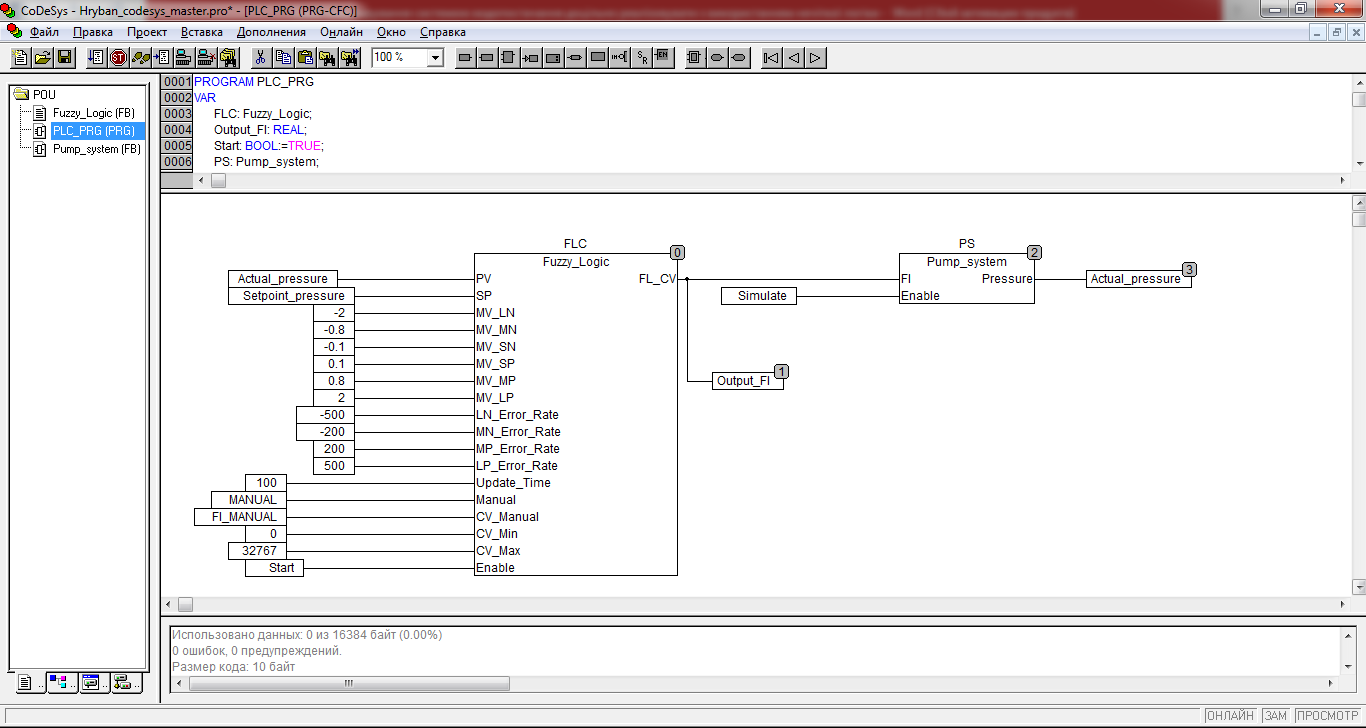 CoDeSys - Hryban_codesys_master.pro* - [PLC_PRG (PRG-CFC)]
Файл Правка Проект Вставка Дополнения Онлайн Окно Справка
100 %
POU
Fuzzy_Logic (FB)
PLC_PRG (PRG)
Pump_system (FB)
0001 PROGRAM PLC_PRG
0002 VAR
0003 FLC: Fuzzy_Logic;
0004 Output_FI: REAL;
0005 Start: BOOL:=TRUE;
0006 PS: Pump_system;
FLC
0
Fuzzy_Logic
Actual_pressure PV FL_CV
Setpoint_pressure SP
-2 MV_LN
-0.8 MV_MN
-0.1 MV_SN
0.1 MV_SP
0.8 MV_MP
2 MV_LP
-500 LN_Error_Rate
-200 MN_Error_Rate
200 MP_Error_Rate
500 LP_Error_Rate
100 Update_Time
MANUAL Manual
FI_MANUAL CV_Manual
0 CV_Min
32767 CV_Max
Start Enable
PS
2
Pump_system
FI Pressure
Simulate Enable
Actual_pressure
3
Output_FI
1
Использовано данных: 0 из 16384 байт (0.00%)
0 ошибок, 0 предупреждений.
Размер кода: 10 байт
ОНЛАЙН ЗАМ ПРОСМОТР